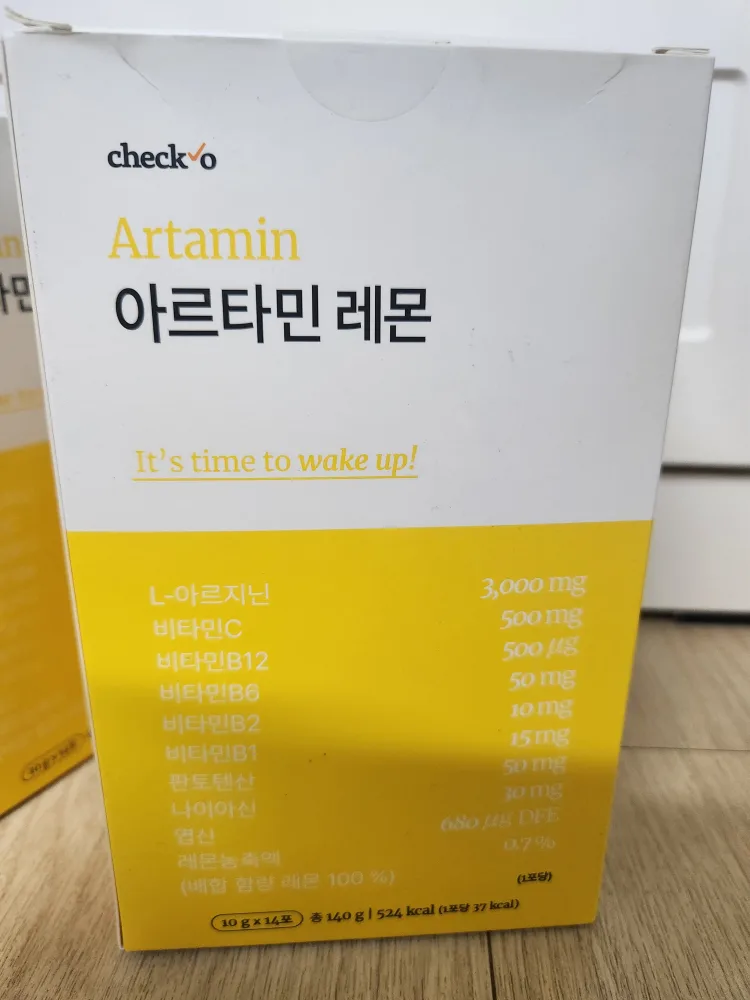 check✓o
Artamin
아르타민 레몬
It's time to wake up!
L-아르지닌 3,000 mg
비타민C 500 mg
비타민B12 500 µg
비타민B6 50 mg
비타민B2 10 mg
비타민B1 15 mg
판토텐산 50 mg
나이아신 30 mg
엽산 680 µg DFE
레몬농축액 0.7 %
(배합 함량 레몬 100 %)
(1포당)
10 g x 14포 총 140 g | 524 kcal (1포당 37 kcal)